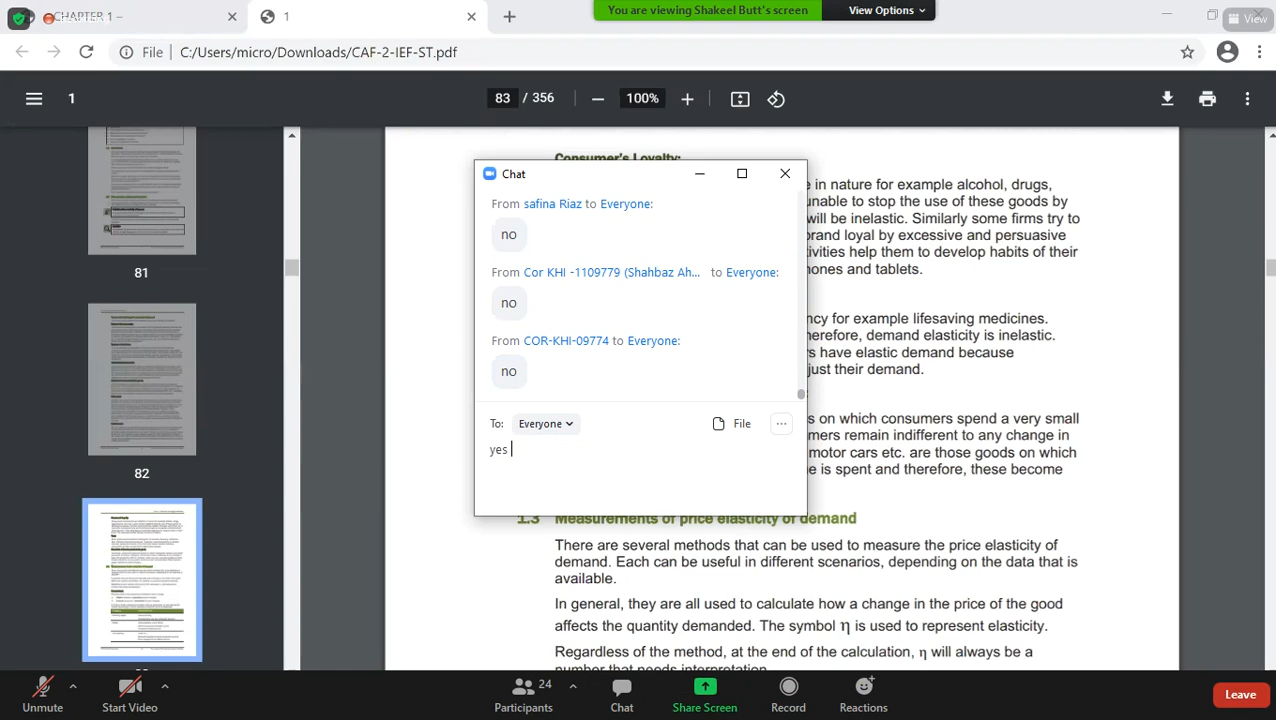 CHAPTER 1 –
1
You are viewing Shakeel Butt's screen
View Options
View
File
C:/Users/micro/Downloads/CAF-2-IEF-ST.pdf
1
83 / 356
100%
81
82
Consumer's Loyalty:
in nature for example alcohol, drugs,
nable to stop the use of these goods by
will be inelastic. Similarly some firms try to
brand loyal by excessive and persuasive
ivities help them to develop habits of their
hones and tablets.
ncy for example lifesaving medicines.
herefore, demand elasticity is inelastic.
rs have elastic demand because
just their demand.
s on which consumers spend a very small
mers remain indifferent to any change in
motor cars etc. are those goods on which
e is spent and therefore, these become
of price elasticity of demand
There are several methods that can be used to measure the price elasticity of
demand. Each can be useful in different scenarios, depending on the data that is
available.
In general, they are all used to calculate how a change in the price of the good
affects the quantity demanded. The symbol η is used to represent elasticity.
Regardless of the method, at the end of the calculation, η will always be a
number that needs interpretation.
Chat
From safina Riaz to Everyone:
no
From Cor KHI -1109779 (Shahbaz Ah... to Everyone:
no
From COR-KHI-09774 to Everyone:
no
To: Everyone
File
yes
Unmute
Start Video
24
Participants
Chat
Share Screen
Record
Reactions
Leave